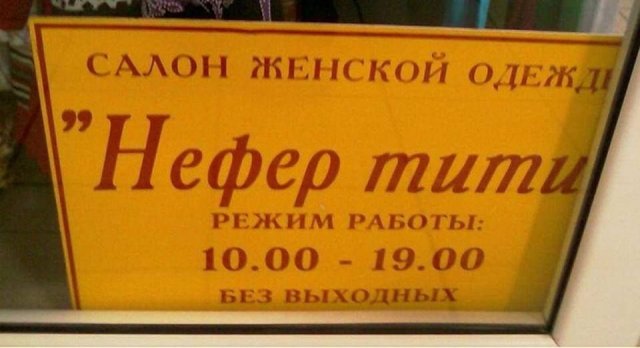 САЛОН ЖЕНСКОЙ ОДЕЖД
"Нефер тити
РЕЖИМ РАБОТЫ:
10.00 - 19.00
БЕЗ ВЫХОДНЫХ